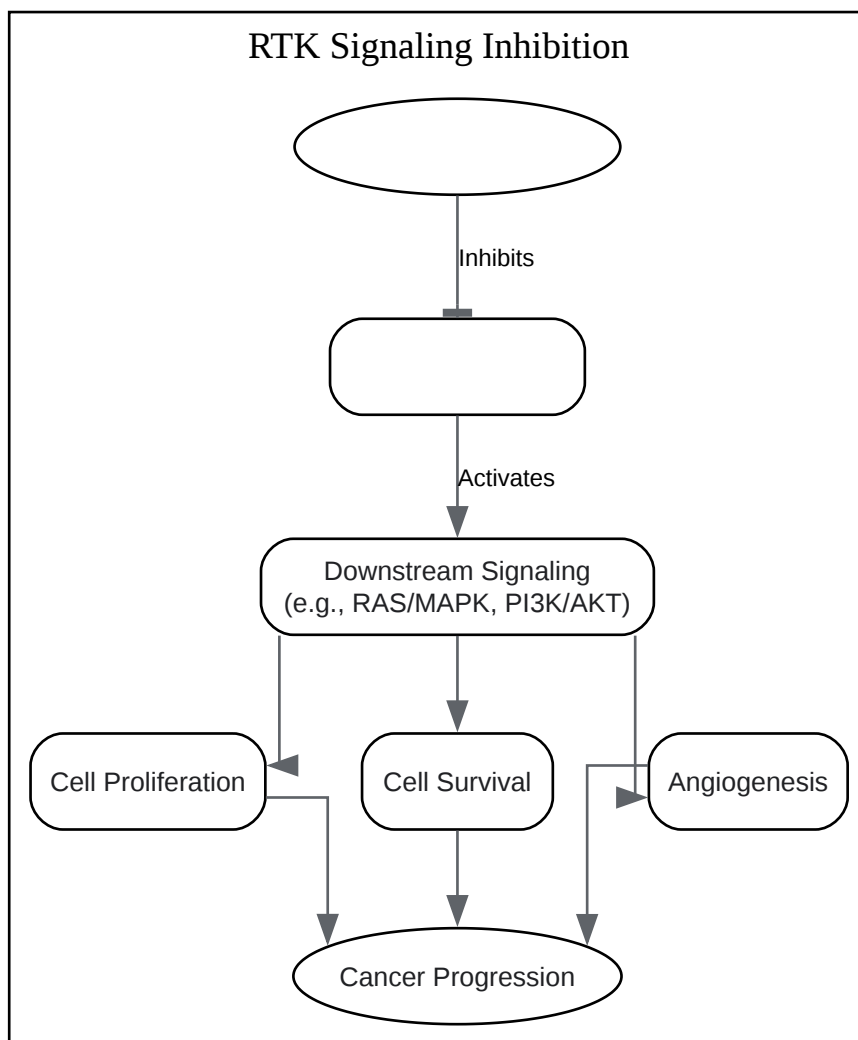 RTK Signaling Inhibition
Inhibits
Activates
Downstream Signaling
(e.g., RAS/MAPK, PI3K/AKT)
Cell Proliferation
Cell Survival
Angiogenesis
Cancer Progression